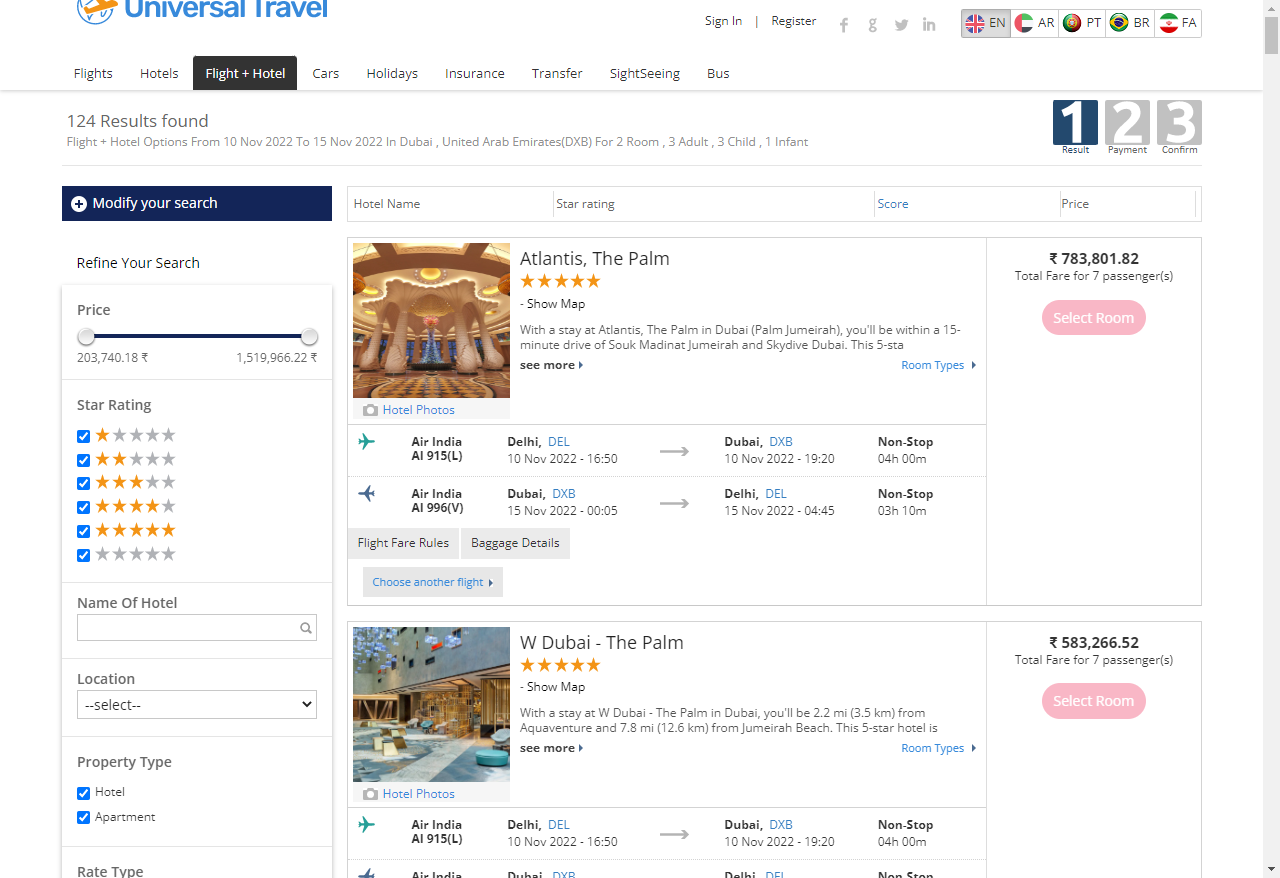 Universal Travel
Sign In | Register
EN AR PT BR FA
Flights Hotels Flight + Hotel Cars Holidays Insurance Transfer SightSeeing Bus
124 Results found
Flight + Hotel Options From 10 Nov 2022 To 15 Nov 2022 In Dubai , United Arab Emirates(DXB) For 2 Room , 3 Adult , 3 Child , 1 Infant
1 2 3
Result Payment Confirm
Modify your search
Refine Your Search
Price
203,740.18 ₹ 1,519,966.22 ₹
Star Rating
Name Of Hotel
Location
--select--
Property Type
Hotel
Apartment
Rate Type
Hotel Name Star rating Score Price
Atlantis, The Palm
- Show Map
With a stay at Atlantis, The Palm in Dubai (Palm Jumeirah), you'll be within a 15-
minute drive of Souk Madinat Jumeirah and Skydive Dubai. This 5-sta
see more Room Types
Hotel Photos
₹ 783,801.82
Total Fare for 7 passenger(s)
Select Room
Air India Delhi, DEL Dubai, DXB Non-Stop
AI 915(L) 10 Nov 2022 - 16:50 10 Nov 2022 - 19:20 04h 00m
Air India Dubai, DXB Delhi, DEL Non-Stop
AI 996(V) 15 Nov 2022 - 00:05 15 Nov 2022 - 04:45 03h 10m
Flight Fare Rules Baggage Details
Choose another flight
W Dubai - The Palm
- Show Map
With a stay at W Dubai - The Palm in Dubai, you'll be 2.2 mi (3.5 km) from
Aquaventure and 7.8 mi (12.6 km) from Jumeirah Beach. This 5-star hotel is
see more Room Types
Hotel Photos
₹ 583,266.52
Total Fare for 7 passenger(s)
Select Room
Air India Delhi, DEL Dubai, DXB Non-Stop
AI 915(L) 10 Nov 2022 - 16:50 10 Nov 2022 - 19:20 04h 00m
Air India Dubai, DXB Delhi, DEL Non-Stop